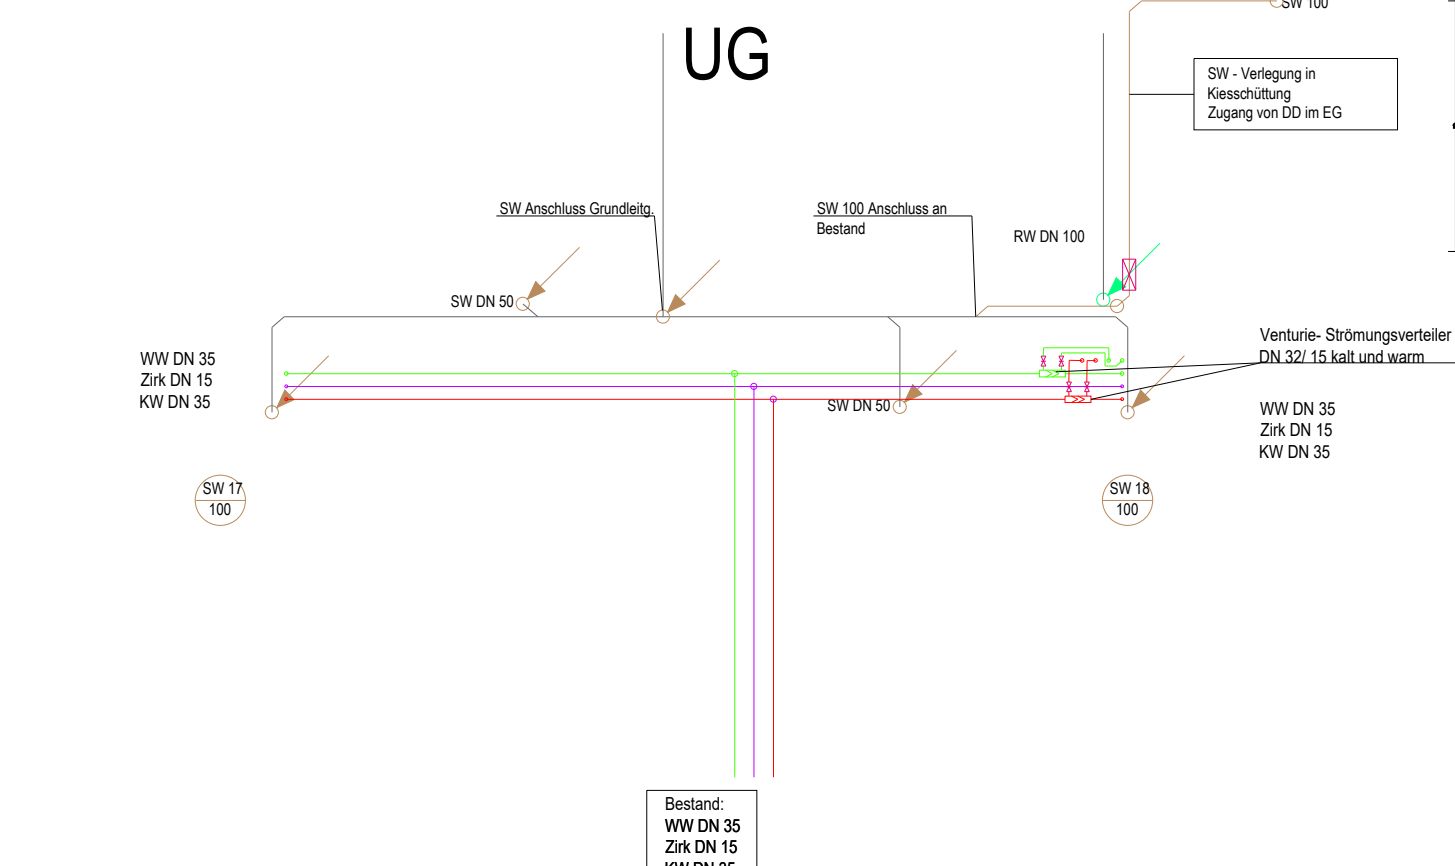 SW 100
UG
SW - Verlegung in
Kiesschüttung
Zugang von DD im EG
SW Anschluss Grundleitg.
SW 100 Anschluss an
Bestand
RW DN 100
SW DN 50
Venturie- Strömungsverteiler
DN 32/ 15 kalt und warm
WW DN 35
Zirk DN 15
KW DN 35
SW DN 50
WW DN 35
Zirk DN 15
KW DN 35
SW 17
100
SW 18
100
Bestand:
WW DN 35
Zirk DN 15
KW DN 35